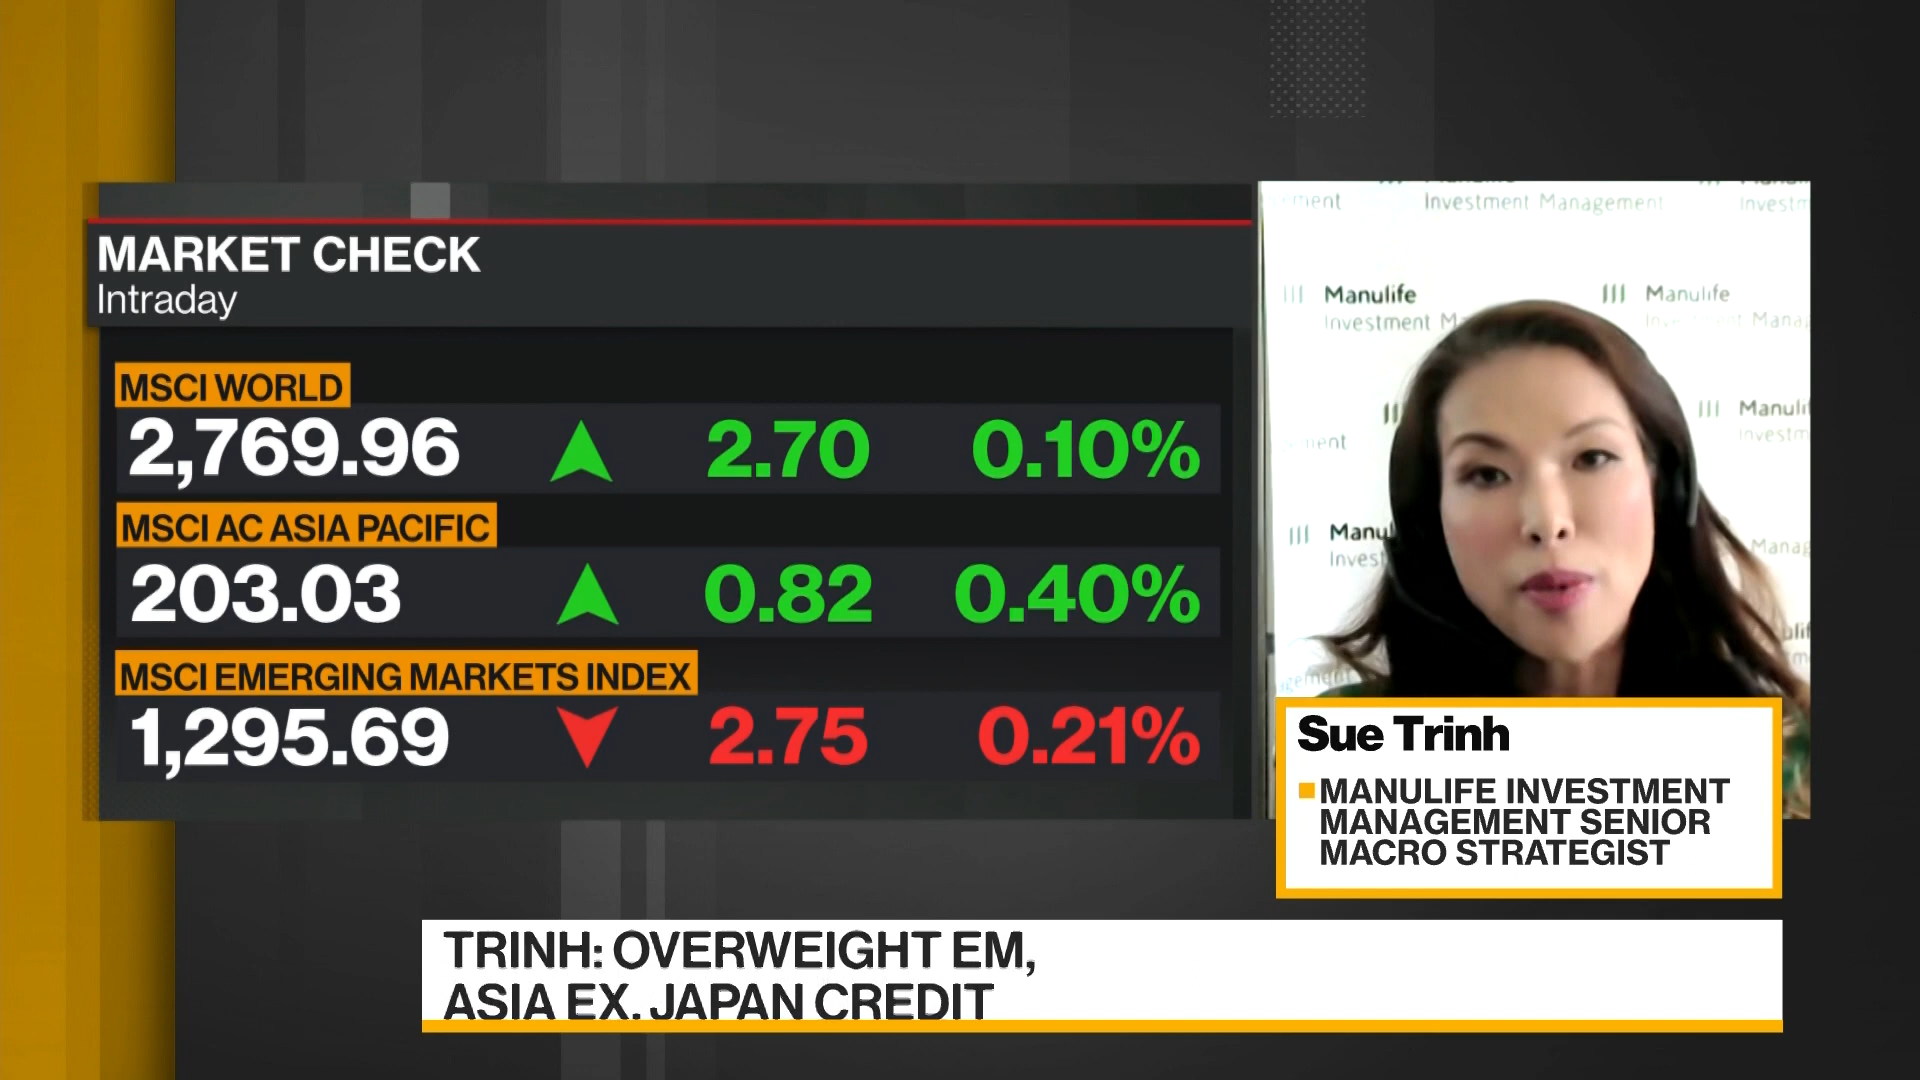 MARKET CHECK
Intraday
MSCI WORLD
2,769.96 ▲ 2.70 0.10%
MSCI AC ASIA PACIFIC
203.03 ▲ 0.82 0.40%
MSCI EMERGING MARKETS INDEX
1,295.69 ▼ 2.75 0.21%
Investment Management
Manulife
Manulife
Investment
Sue Trinh
MANULIFE INVESTMENT
MANAGEMENT SENIOR
MACRO STRATEGIST
TRINH: OVERWEIGHT EM,
ASIA EX. JAPAN CREDIT